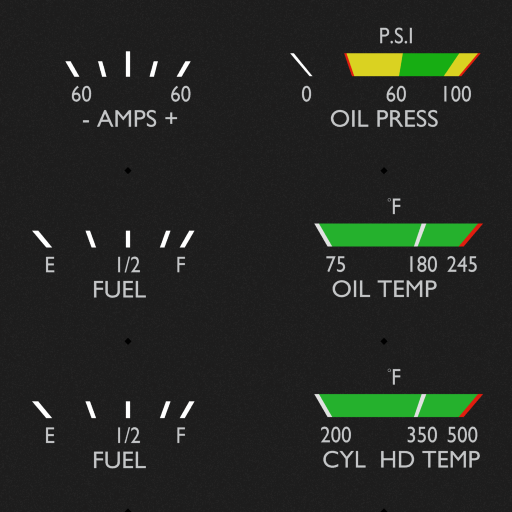 60 60
- AMPS +
P.S.I
0 60 100
OIL PRESS
E 1/2 F
FUEL
°F
75 180 245
OIL TEMP
E 1/2 F
FUEL
°F
200 350 500
CYL HD TEMP